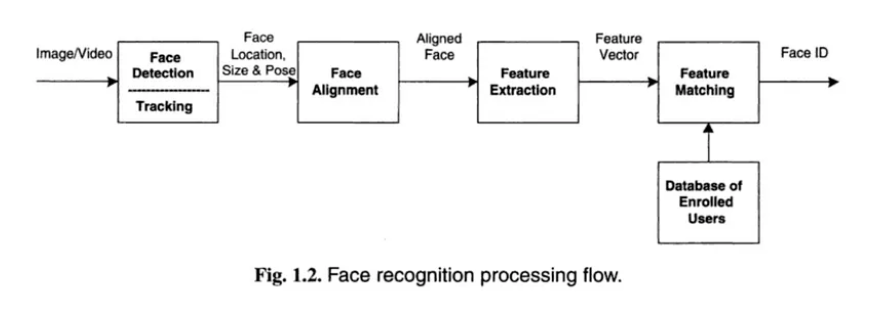 Image/Video
Face
Detection
Tracking
Face
Location,
Size & Pose
Face
Alignment
Aligned
Face
Feature
Extraction
Feature
Vector
Feature
Matching
Face ID
Database of
Enrolled
Users
Fig. 1.2. Face recognition processing flow.